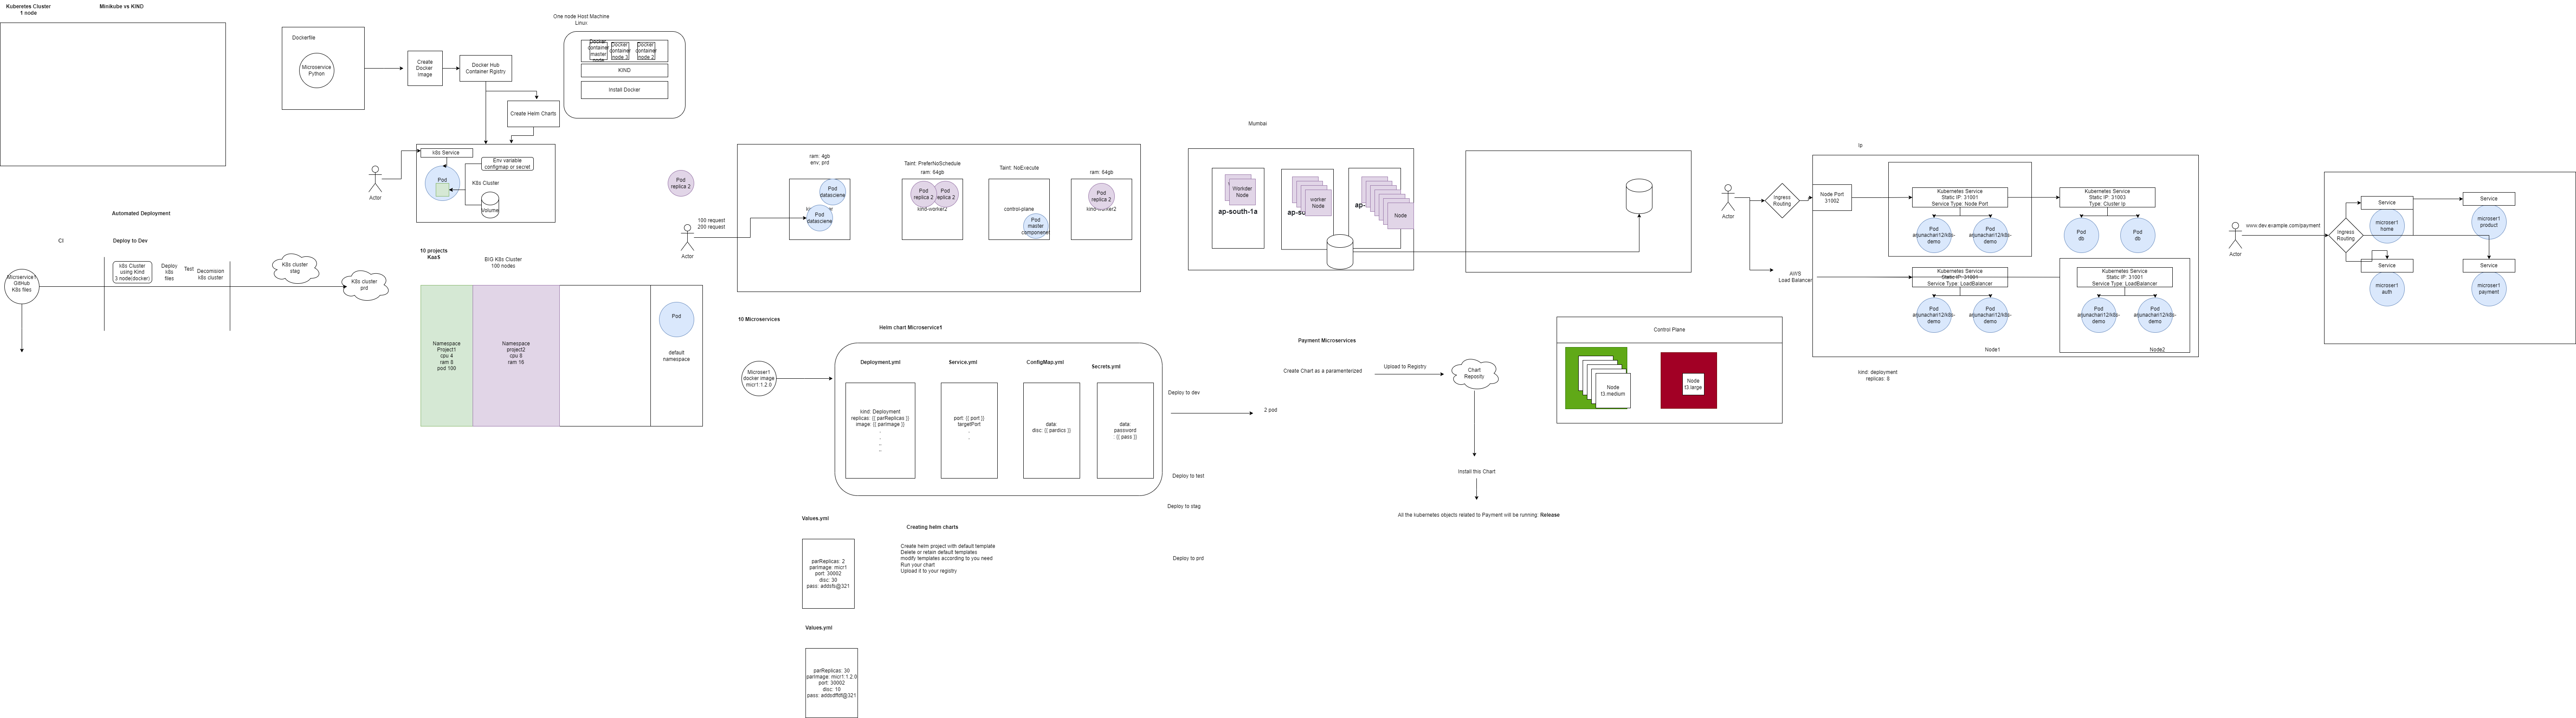 Kuberetes Cluster
1 node
Minikube vs KIND
Dockerfile
Microservice
Python
Create
Docker
Image
Docker Hub
Container Rgistry
Create Helm Charts
One node Host Machine
Linux
Docker
container
master
node
Docker
container
node 3
Docker
container
node 2
KIND
Install Docker
k8s Service
Env variable
configmap or secret
Pod
K8s Cluster
Volume
Actor
Automated Deployment
CI
Deploy to Dev
k8s Cluster
using Kind
3 node(docker)
Deploy
k8s
files
Test
Decomision
k8s cluster
K8s cluster
stag
K8s cluster
prd
Microservice1
GitHub
K8s files
10 projects
KaaS
BIG K8s Cluster
100 nodes
Namespace
Project1
cpu 4
ram 8
pod 100
Namespace
project2
cpu 8
ram 16
Pod
default
namespace
Pod
replica 2
100 request
200 request
Actor
ram: 4gb
env: prd
Pod
datasciene
Pod
datasciene
Taint: PreferNoSchedule
ram: 64gb
Pod
replica 2
Pod
replica 2
kind-worker2
Taint: NoExecute
control-plane
Pod
master
componenet
ram: 64gb
Pod
replica 2
kind-worker2
Mumbai
Workder
Node
ap-south-1a
worker
Node
ap-su
Node
ap-
10 Microservices
Helm chart Microservice1
Microser1
docker image
micr1:1.2.0
Deployment.yml
kind: Deployment
replicas: {{ parReplicas }}
image: {{ parImage }}
.
.
..
..
Service.yml
port: {{ port }}
targetPort
.
.
ConfigMap.yml
data:
disc: {{ pardics }}
Secrets.yml
data:
password
: {{ pass }}
Deploy to dev
2 pod
Deploy to test
Deploy to stag
Deploy to prd
Values.yml
parReplicas: 2
parImage: micr1
port: 30002
disc: 30
pass: addsfs@321
Values.yml
parReplicas: 30
parImage: micr1:1.2.0
port: 30002
disc: 10
pass: addsdffdf@321
Creating helm charts
Create helm project with default template
Delete or retain default templates
modify templates according to you need
Run your chart
Upload it to your registry
Payment Microservices
Create Chart as a paramenterized
Upload to Registry
Chart
Reposity
Install this Chart
All the kubernetes objects related to Payment will be running: Release
Control Plane
Node
t3.medium
Node
t3.large
Actor
Ingress
Routing
Ip
Node Port
31002
AWS
Load Balancer
Kubernetes Service
Static IP: 31001
Service Type: Node Port
Pod
arjunachari12/k8s-
demo
Pod
arjunachari12/k8s-
demo
Kubernetes Service
Static IP: 31003
Type: Cluster Ip
Pod
db
Pod
db
Kubernetes Service
Static IP: 31001
Service Type: LoadBalancer
Pod
arjunachari12/k8s-
demo
Pod
arjunachari12/k8s-
demo
Node1
Kubernetes Service
Static IP: 31001
Service Type: LoadBalancer
Pod
arjunachari12/k8s-
demo
Pod
arjunachari12/k8s-
demo
Node2
kind: deployment
replicas: 8
Actor
www.dev.example.com/payment
Ingress
Routing
Service
microser1
home
Service
microser1
product
Service
microser1
auth
Service
microser1
payment